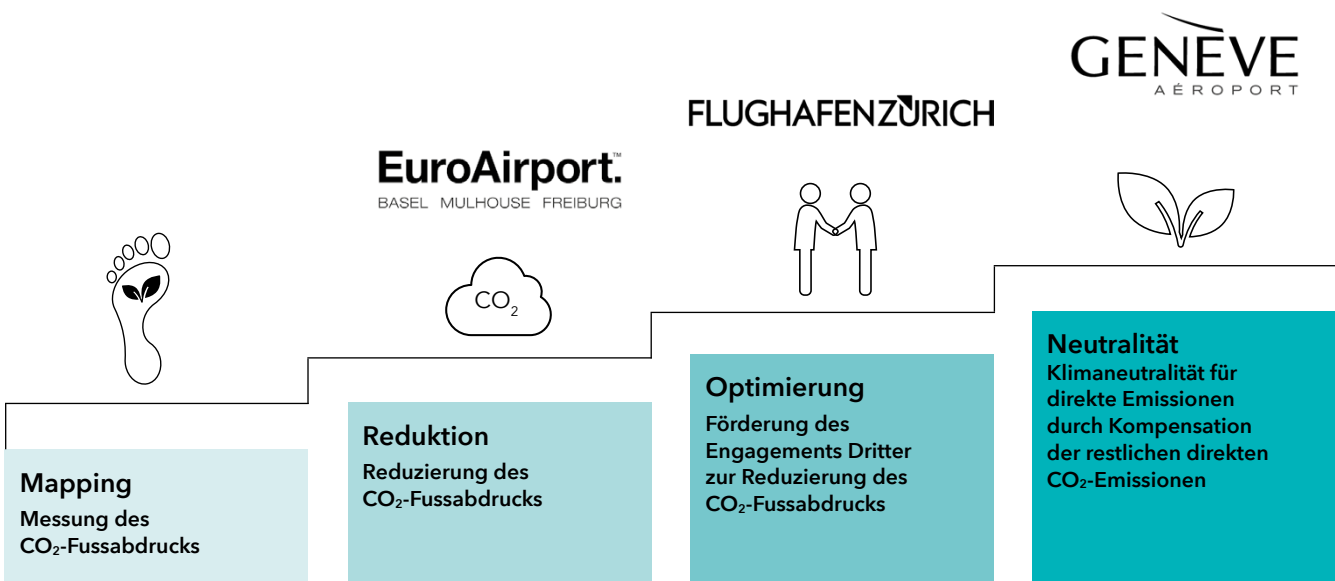 GENÈVE
AÉROPORT
FLUGHAFENZÜRICH
EuroAirport.™
BASEL MULHOUSE FREIBURG
CO₂
Mapping
Messung des
CO₂-Fussabdrucks
Reduktion
Reduzierung des
CO₂-Fussabdrucks
Optimierung
Förderung des
Engagements Dritter
zur Reduzierung des
CO₂-Fussabdrucks
Neutralität
Klimaneutralität für
direkte Emissionen
durch Kompensation
der restlichen direkten
CO₂-Emissionen